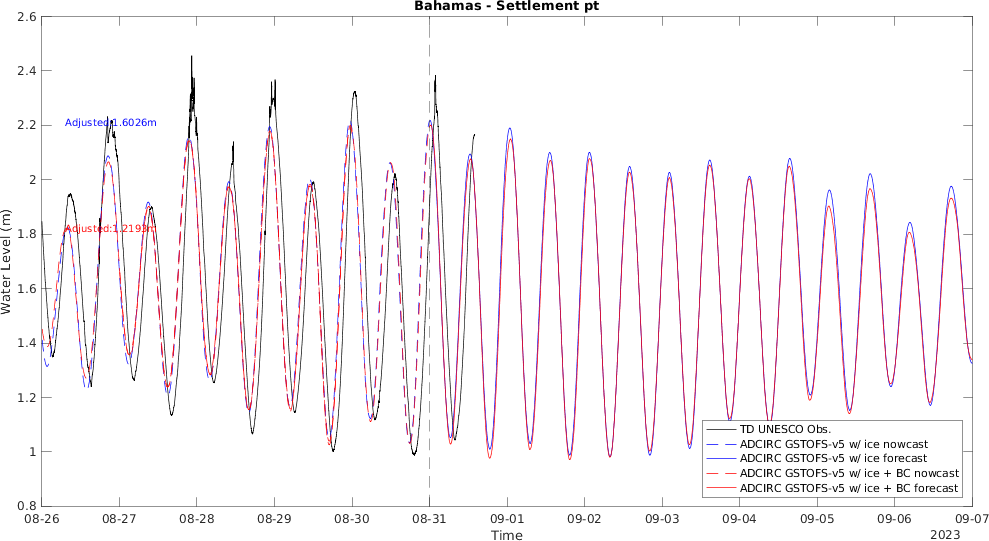 Bahamas - Settlement pt
2.6
2.4
2.2
2
1.8
1.6
1.4
1.2
1
0.8
Water Level (m)
Adjusted:1.6026m
Adjusted:1.2193m
TD UNESCO Obs.
ADCIRC GSTOFS-v5 w/ ice nowcast
ADCIRC GSTOFS-v5 w/ ice forecast
ADCIRC GSTOFS-v5 w/ ice + BC nowcast
ADCIRC GSTOFS-v5 w/ ice + BC forecast
08-26 08-27 08-28 08-29 08-30 08-31 09-01 09-02 09-03 09-04 09-05 09-06 09-07
Time
2023